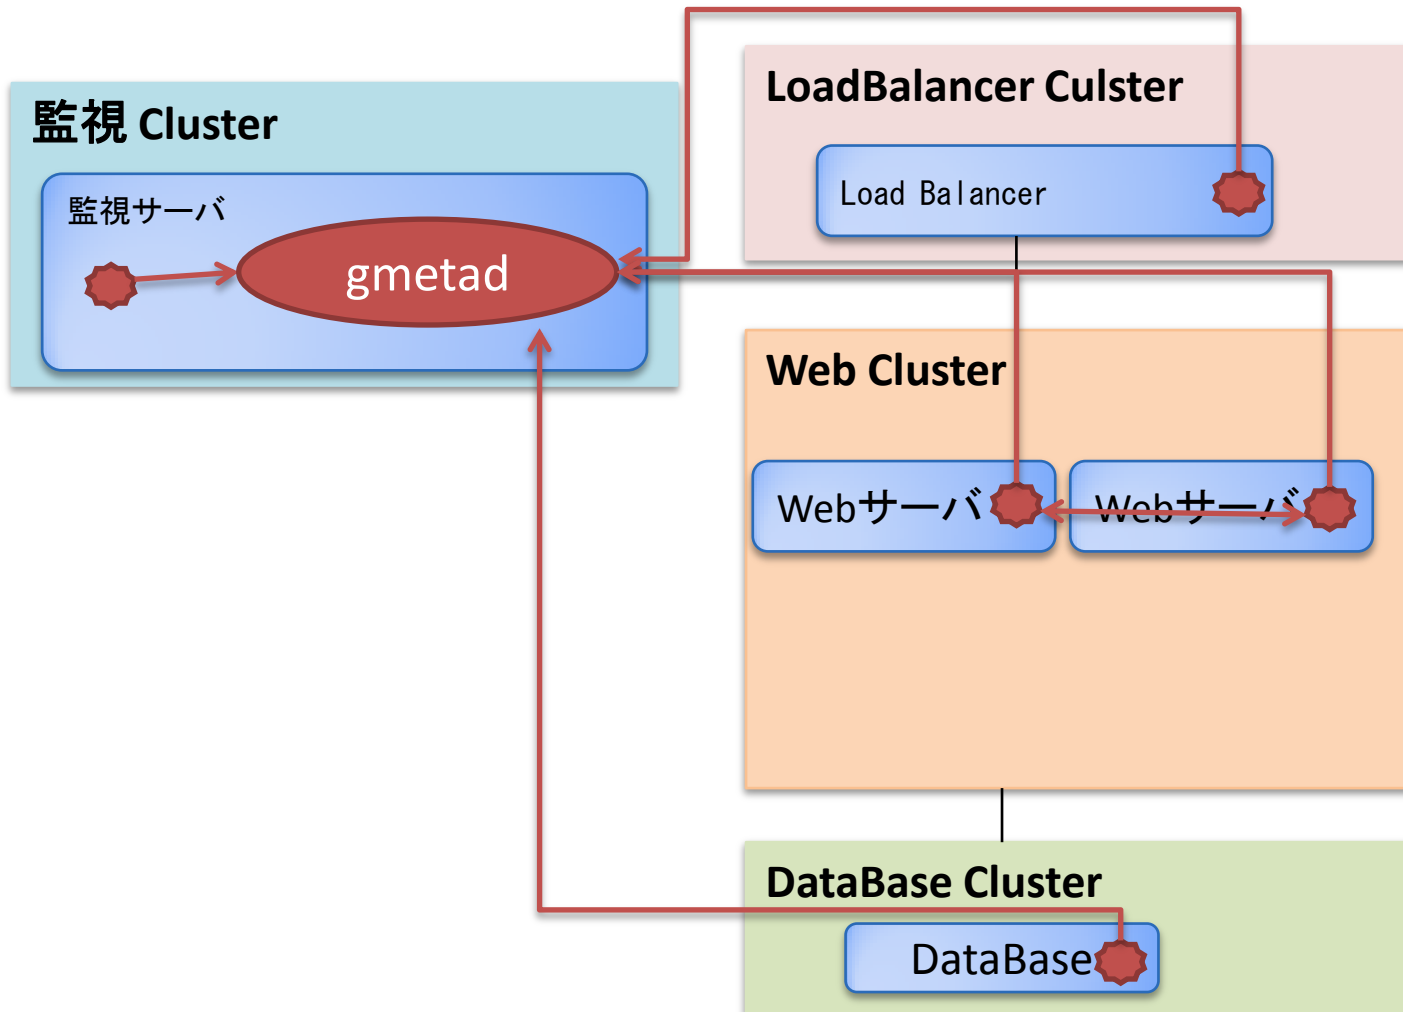 監視 Cluster
監視サーバ
gmetad
LoadBalancer Culster
Load Balancer
Web Cluster
Webサーバ
Webサーバ
DataBase Cluster
DataBase